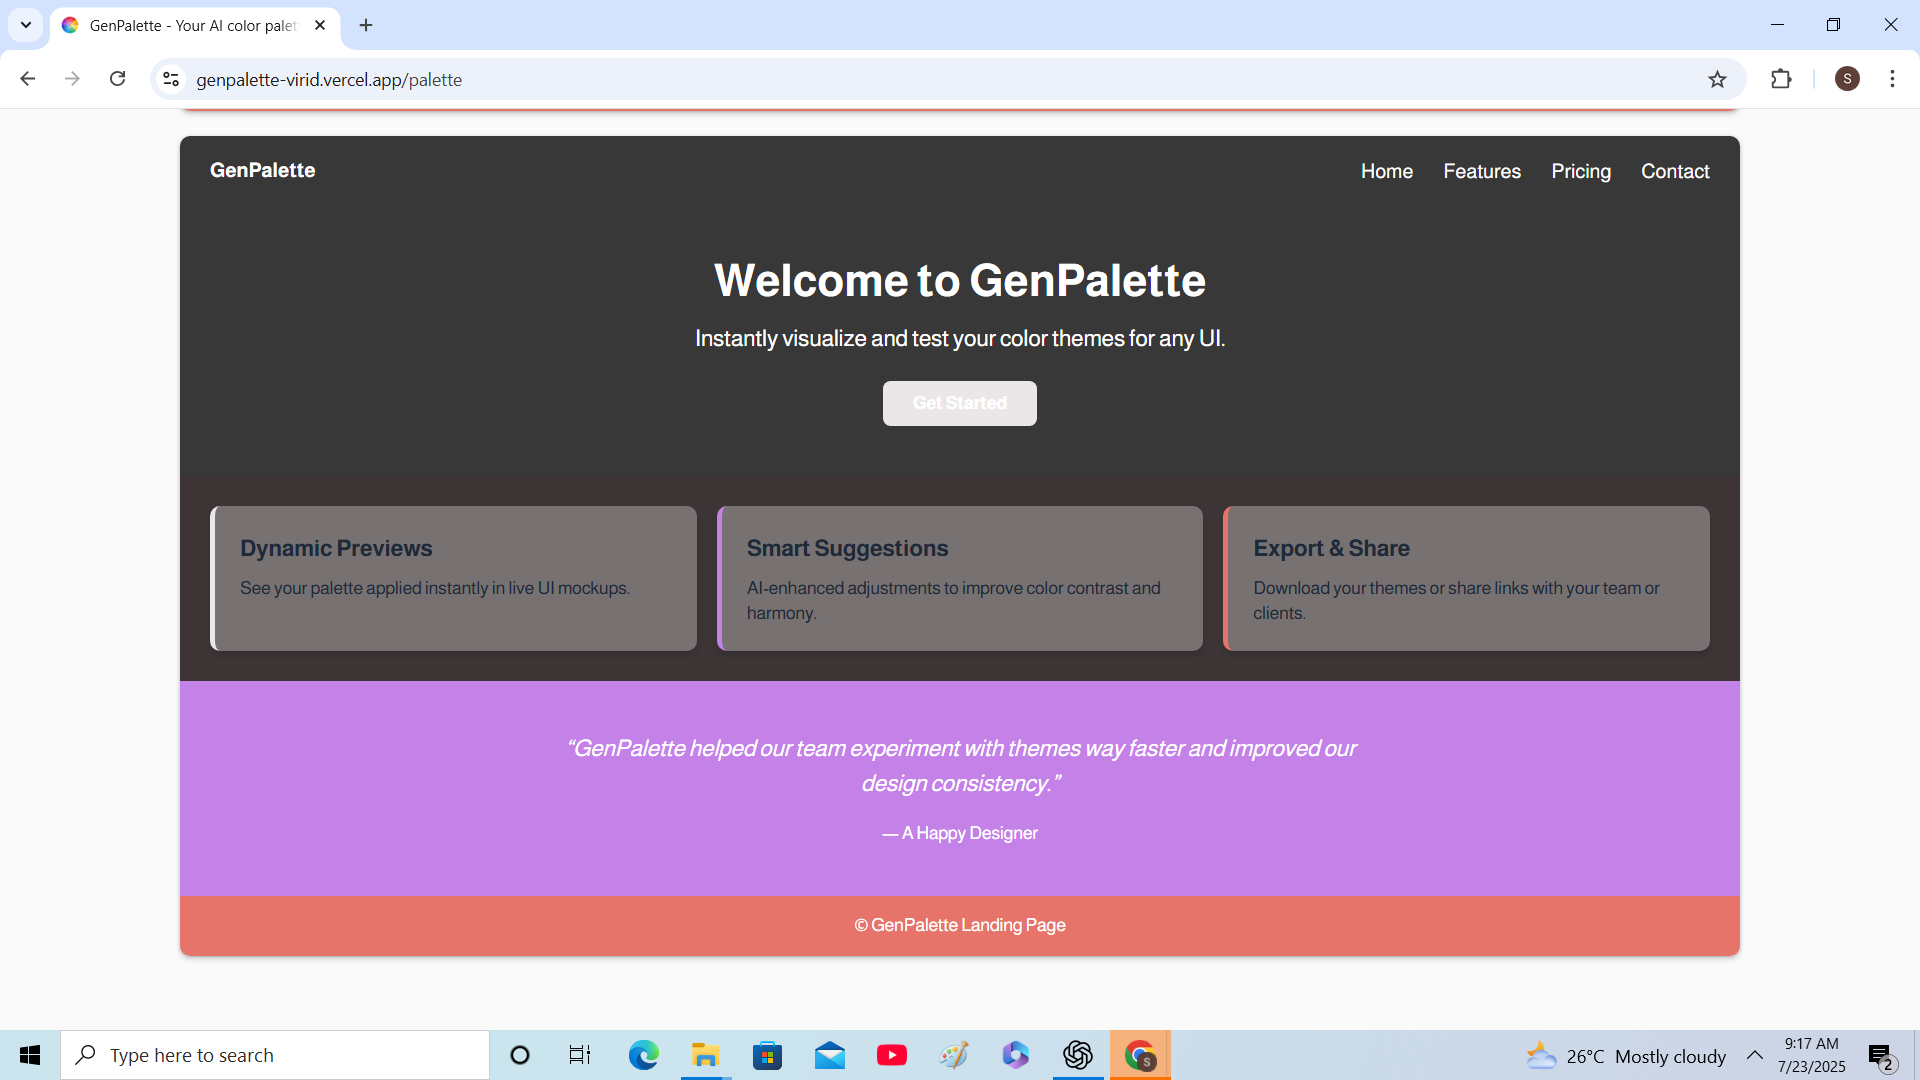 GenPalette - Your AI color palet
genpalette-virid.vercel.app/palette
S
GenPalette
Home Features Pricing Contact
Welcome to GenPalette
Instantly visualize and test your color themes for any UI.
Get Started
Dynamic Previews
See your palette applied instantly in live UI mockups.
Smart Suggestions
AI-enhanced adjustments to improve color contrast and
harmony.
Export & Share
Download your themes or share links with your team or
clients.
“GenPalette helped our team experiment with themes way faster and improved our
design consistency.”
— A Happy Designer
© GenPalette Landing Page
Type here to search
S
26°C Mostly cloudy
9:17 AM
7/23/2025
2